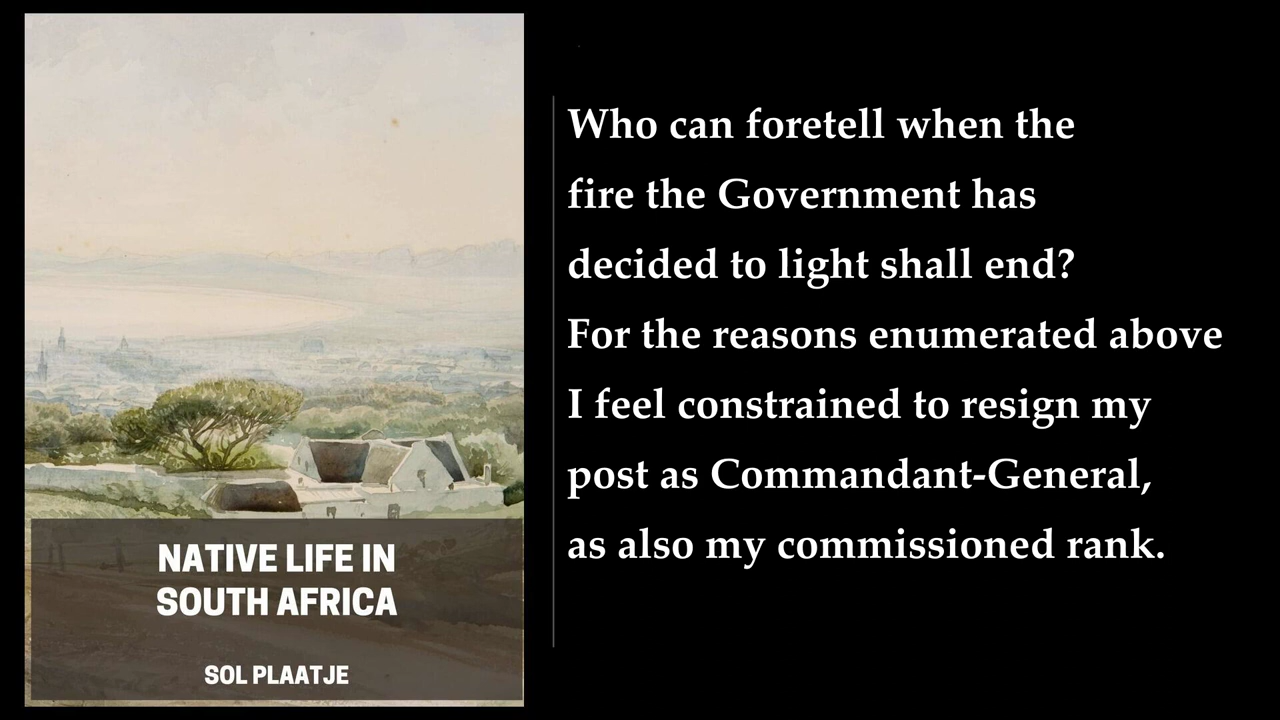 NATIVE LIFE IN
SOUTH AFRICA
SOL PLAATJE
Who can foretell when the
fire the Government has
decided to light shall end?
For the reasons enumerated above
I feel constrained to resign my
post as Commandant-General,
as also my commissioned rank.